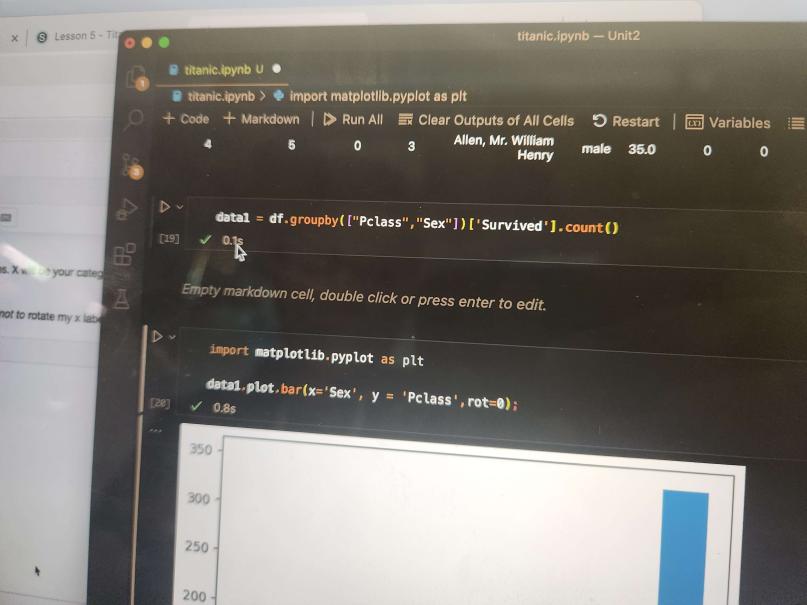 Lesson 5 - Tit
titanic.ipynb — Unit2
titanic.ipynb U
titanic.ipynb > import matplotlib.pyplot as plt
+ Code + Markdown Run All Clear Outputs of All Cells Restart Variables
4 5 0 3 Allen, Mr. William male 35.0 0 0
Henry
data1 = df.groupby(["Pclass","Sex"])['Survived'].count()
[19] 0.1s
s. X your categ
Empty markdown cell, double click or press enter to edit.
not to rotate my x labe
import matplotlib.pyplot as plt
data1.plot.bar(x='Sex', y = 'Pclass',rot=0);
[20] 0.8s
350
300
250
200
1
3